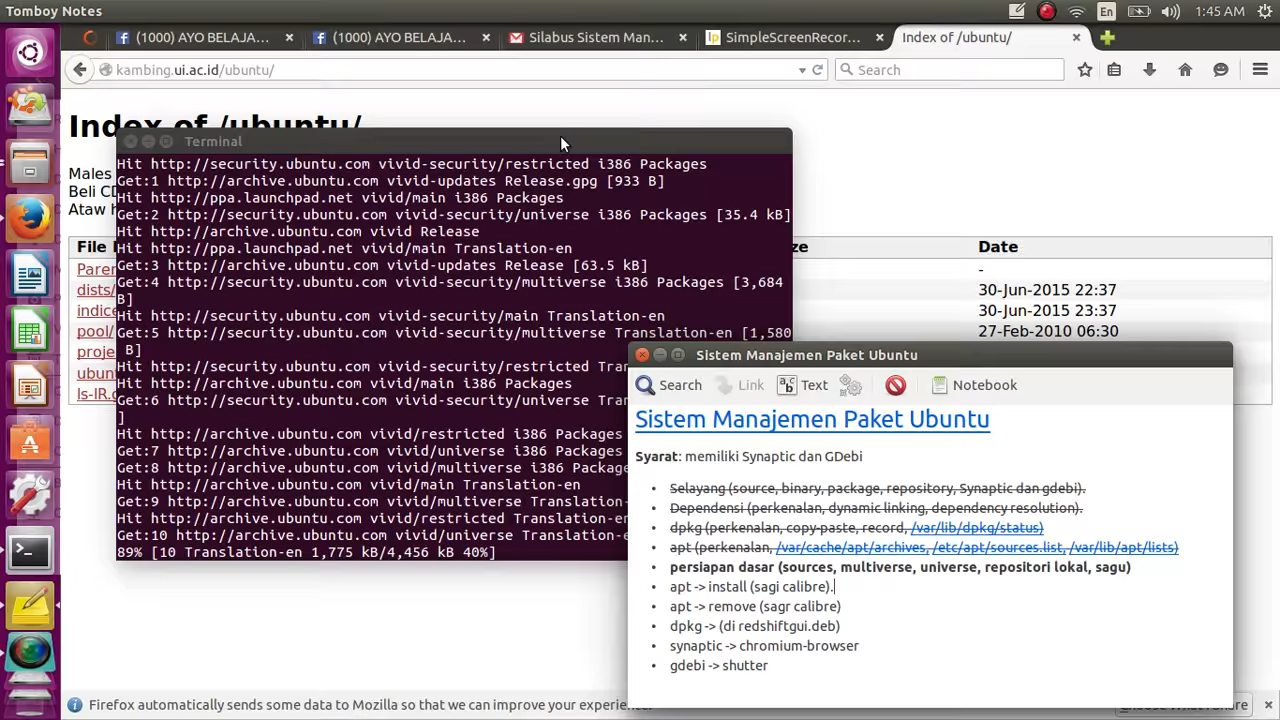 Tomboy Notes
En
1:45 AM
(1000) AYO BELAJA...
(1000) AYO BELAJA...
Silabus Sistem Man...
SimpleScreenRecor...
Index of /ubuntu/
kambing.ui.ac.id/ubuntu/
Search
Index of /ubuntu/
Males
Beli CD
Ataw
File
Date
Paren
-
dists/
30-Jun-2015 22:37
indice
30-Jun-2015 23:37
pool/
27-Feb-2010 06:30
proje
ubun
ls-lR.
Terminal
Hit http://security.ubuntu.com vivid-security/restricted i386 Packages
Get:1 http://archive.ubuntu.com vivid-updates Release.gpg [933 B]
Hit http://ppa.launchpad.net vivid/main i386 Packages
Get:2 http://security.ubuntu.com vivid-security/universe i386 Packages [35.4 kB]
Hit http://archive.ubuntu.com vivid Release
Hit http://ppa.launchpad.net vivid/main Translation-en
Get:3 http://archive.ubuntu.com vivid-updates Release [63.5 kB]
Get:4 http://security.ubuntu.com vivid-security/multiverse i386 Packages [3,684
B]
Hit http://security.ubuntu.com vivid-security/main Translation-en
Get:5 http://security.ubuntu.com vivid-security/multiverse Translation-en [1,580
B]
Hit http://security.ubuntu.com vivid-security/restricted Tra
Hit http://archive.ubuntu.com vivid/main i386 Packages
Get:6 http://security.ubuntu.com vivid-security/universe Tra
]
Hit http://archive.ubuntu.com vivid/restricted i386 Packages
Get:7 http://archive.ubuntu.com vivid/universe i386 Packages
Get:8 http://archive.ubuntu.com vivid/multiverse i386 Package
Hit http://archive.ubuntu.com vivid/main Translation-en
Get:9 http://archive.ubuntu.com vivid/multiverse Translation-
Hit http://archive.ubuntu.com vivid/restricted Translation-en
Get:10 http://archive.ubuntu.com vivid/universe Translation-e
89% [10 Translation-en 1,775 kB/4,456 kB 40%]
Sistem Manajemen Paket Ubuntu
Search Link Text Notebook
Sistem Manajemen Paket Ubuntu
Syarat: memiliki Synaptic dan GDebi
• Selayang (source, binary, package, repository, Synaptic dan gdebi).
• Dependensi (perkenalan, dynamic linking, dependency resolution).
• dpkg (perkenalan, copy-paste, record, /var/lib/dpkg/status)
• apt (perkenalan, /var/cache/apt/archives, /etc/apt/sources.list, /var/lib/apt/lists)
• persiapan dasar (sources, multiverse, universe, repositori lokal, sagu)
• apt -> install (sagi calibre).
• apt -> remove (sagr calibre)
• dpkg -> (di redshiftgui.deb)
• synaptic -> chromium-browser
• gdebi -> shutter
Firefox automatically sends some data to Mozilla so that we can improve your experience.